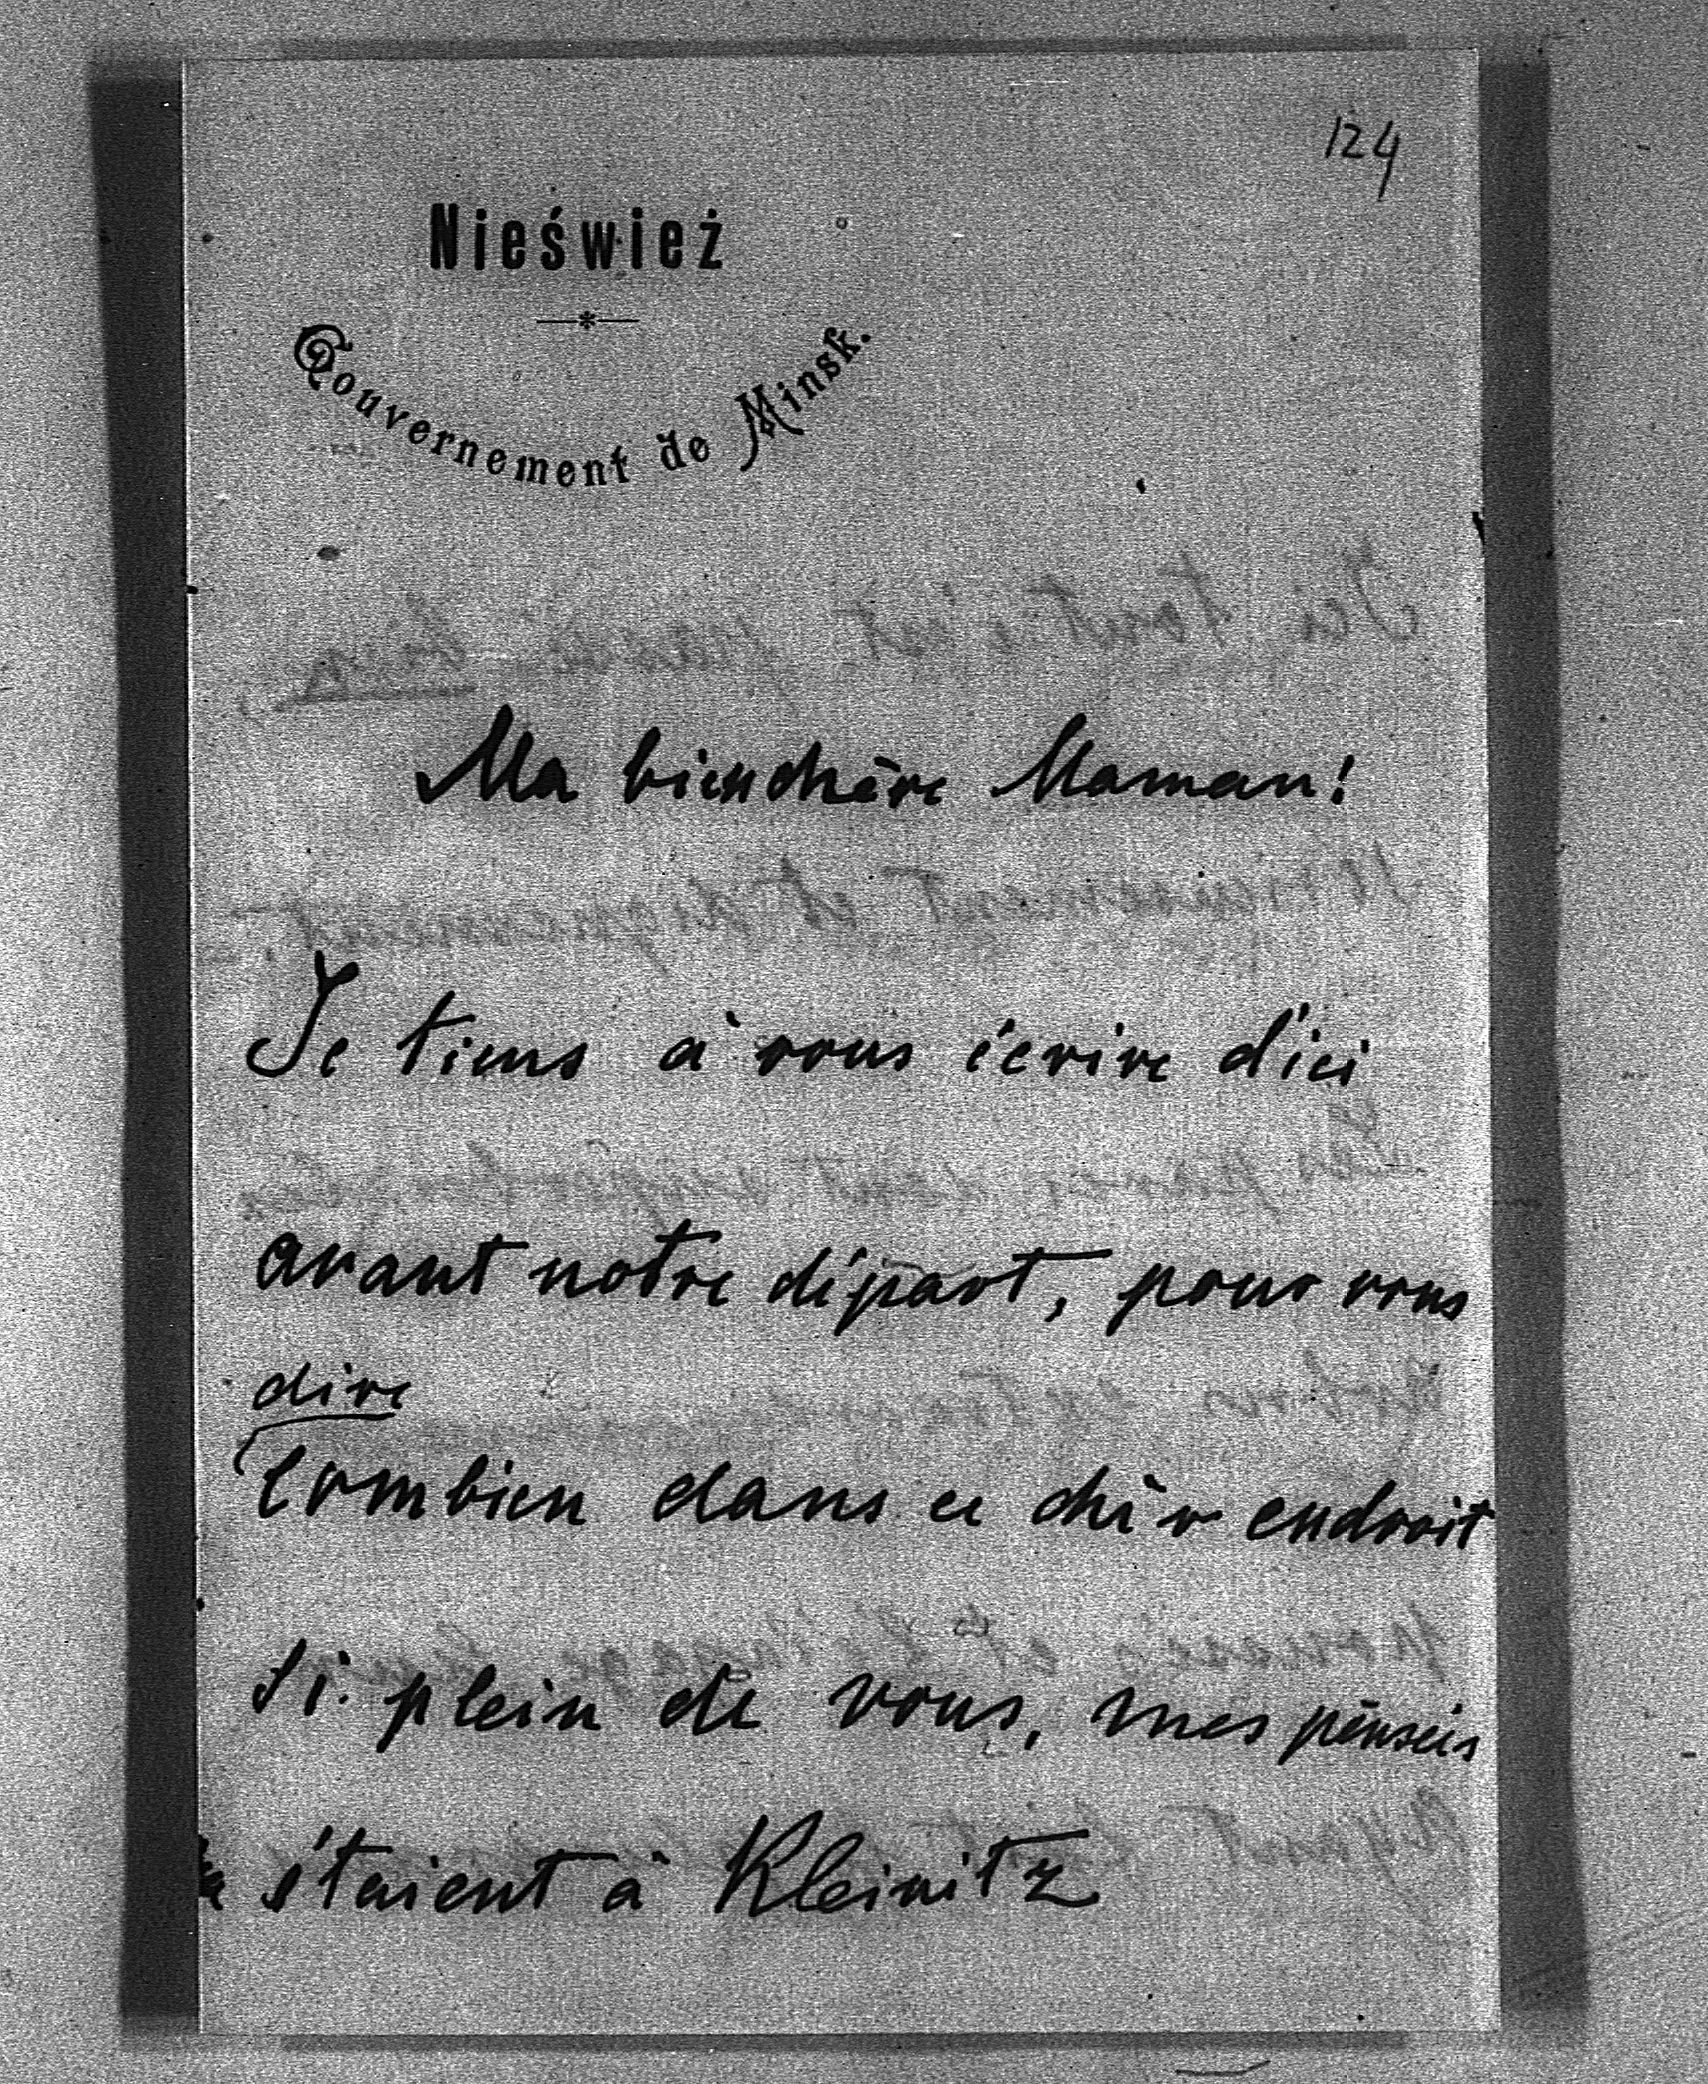 124
Nieśwież
Gouvernement de Minsk.
Ma bien chère Maman!
Je tiens à vous écrire d'ici
avant notre départ, pour vous
dire
combien dans ce chèr endroit
si plein de vous, mes pensées
étaient à Kleinitz